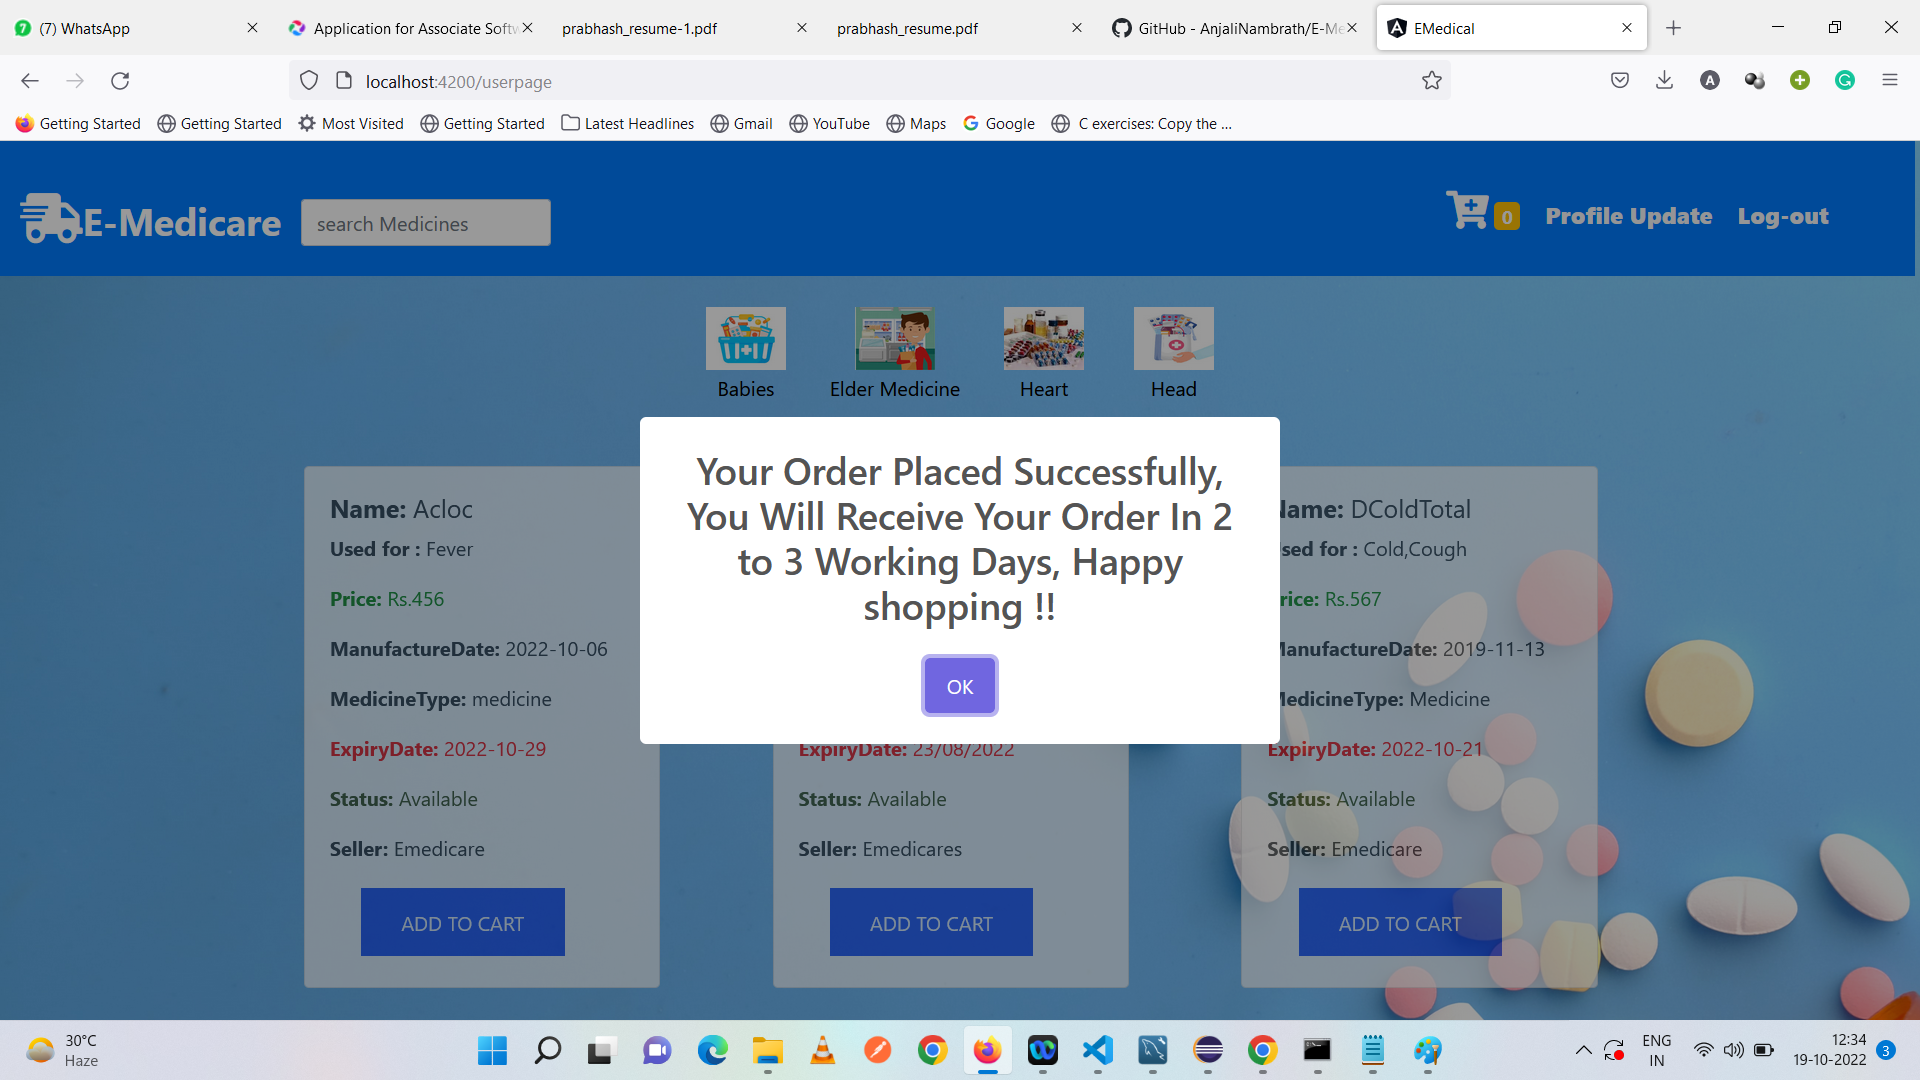 (7) WhatsApp
Application for Associate Softw
prabhash_resume-1.pdf
prabhash_resume.pdf
GitHub - AnjaliNambrath/E-Me
EMedical
localhost:4200/userpage
A
Getting Started
Getting Started
Most Visited
Getting Started
Latest Headlines
Gmail
YouTube
Maps
Google
C exercises: Copy the ...
E-Medicare
search Medicines
0
Profile Update
Log-out
Babies
Elder Medicine
Heart
Head
Your Order Placed Successfully,
You Will Receive Your Order In 2
to 3 Working Days, Happy
shopping !!
OK
Name: Acloc
Used for : Fever
Price: Rs.456
ManufactureDate: 2022-10-06
MedicineType: medicine
ExpiryDate: 2022-10-29
Status: Available
Seller: Emedicare
ADD TO CART
ExpiryDate: 23/08/2022
Status: Available
Seller: Emedicares
ADD TO CART
Name: DColdTotal
Used for : Cold,Cough
Price: Rs.567
ManufactureDate: 2019-11-13
MedicineType: Medicine
ExpiryDate: 2022-10-21
Status: Available
Seller: Emedicare
ADD TO CART
30°C
Haze
ENG
IN
12:34
19-10-2022
3